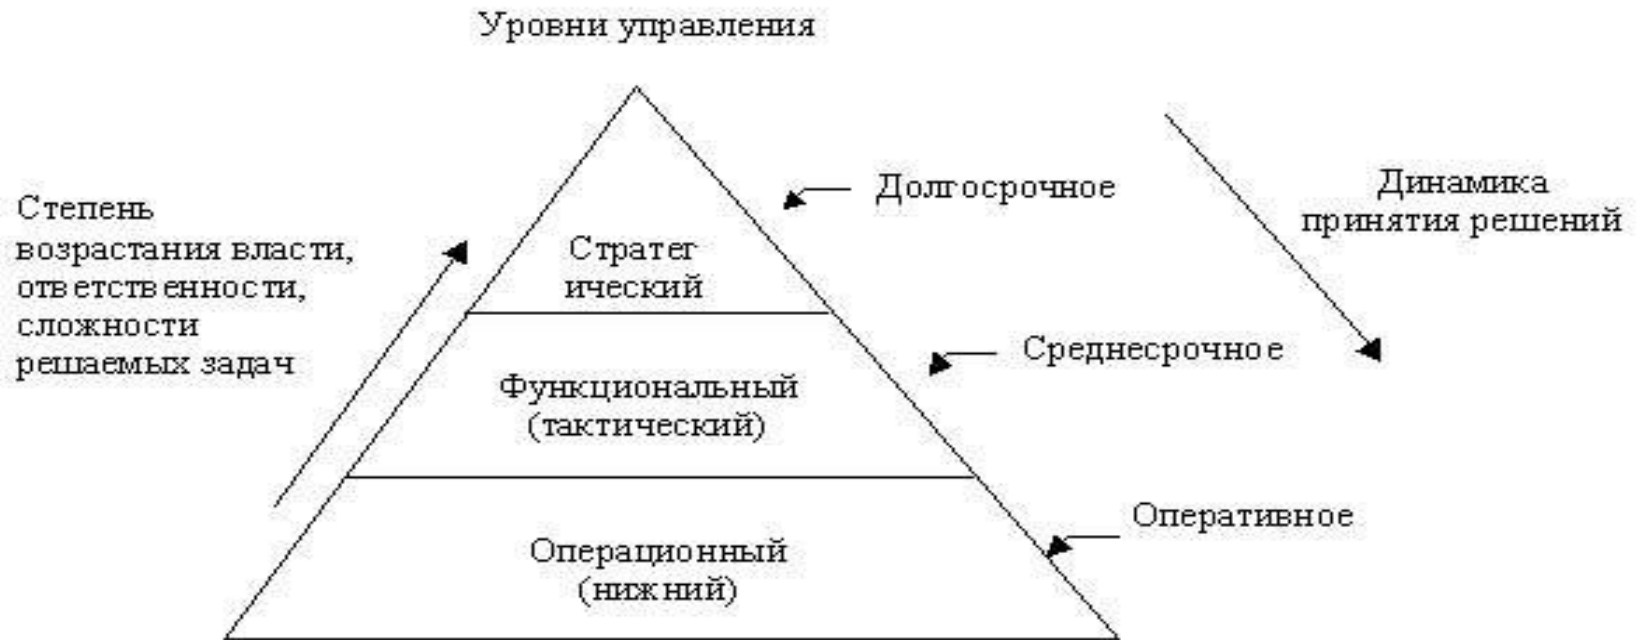 Уровни управления
Степень
возрастания власти,
ответственности,
сложности
решаемых задач
Стратег
ический
Функциональный
(тактический)
Операционный
(нижний)
Долгосрочное
Среднесрочное
Оперативное
Динамика
принятия решений